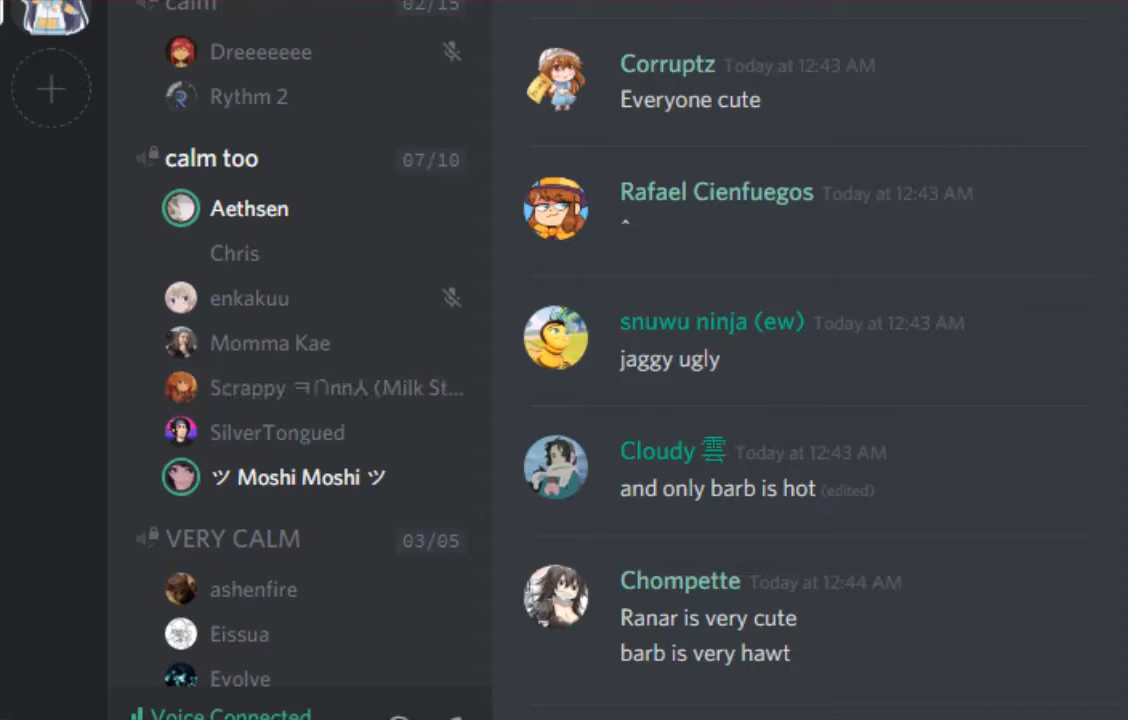 calm
02/15
Dreeeeeee
Rythm 2
calm too
07/10
Aethsen
Chris
enkakuu
Momma Kae
Scrappy ㅋ⋂nn人 (Milk St...
SilverTongued
ツ Moshi Moshi ツ
VERY CALM
03/05
ashenfire
Eissua
Evolve
Voice Connected
Corruptz Today at 12:43 AM
Everyone cute
Rafael Cienfuegos Today at 12:43 AM
^
snuwu ninja (ew) Today at 12:43 AM
jaggy ugly
Cloudy 雲 Today at 12:43 AM
and only barb is hot (edited)
Chompette Today at 12:44 AM
Ranar is very cute
barb is very hawt